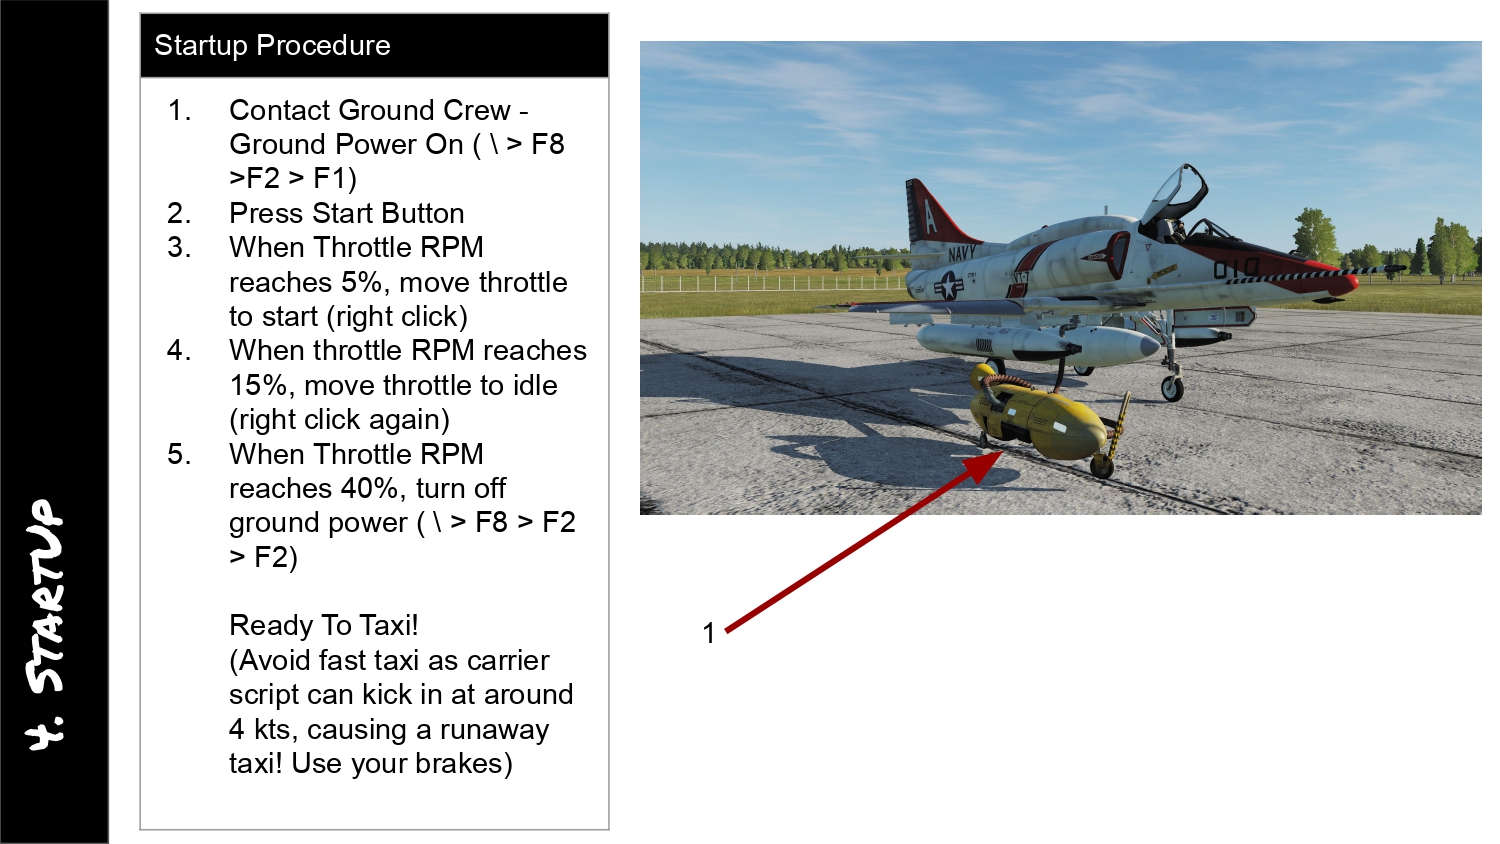 4. STARTUP
Startup Procedure
1. Contact Ground Crew -
Ground Power On ( \ > F8
>F2 > F1)
2. Press Start Button
3. When Throttle RPM
reaches 5%, move throttle
to start (right click)
4. When throttle RPM reaches
15%, move throttle to idle
(right click again)
5. When Throttle RPM
reaches 40%, turn off
ground power ( \ > F8 > F2
> F2)
Ready To Taxi!
(Avoid fast taxi as carrier
script can kick in at around
4 kts, causing a runaway
taxi! Use your brakes)
A
NAVY
010
1